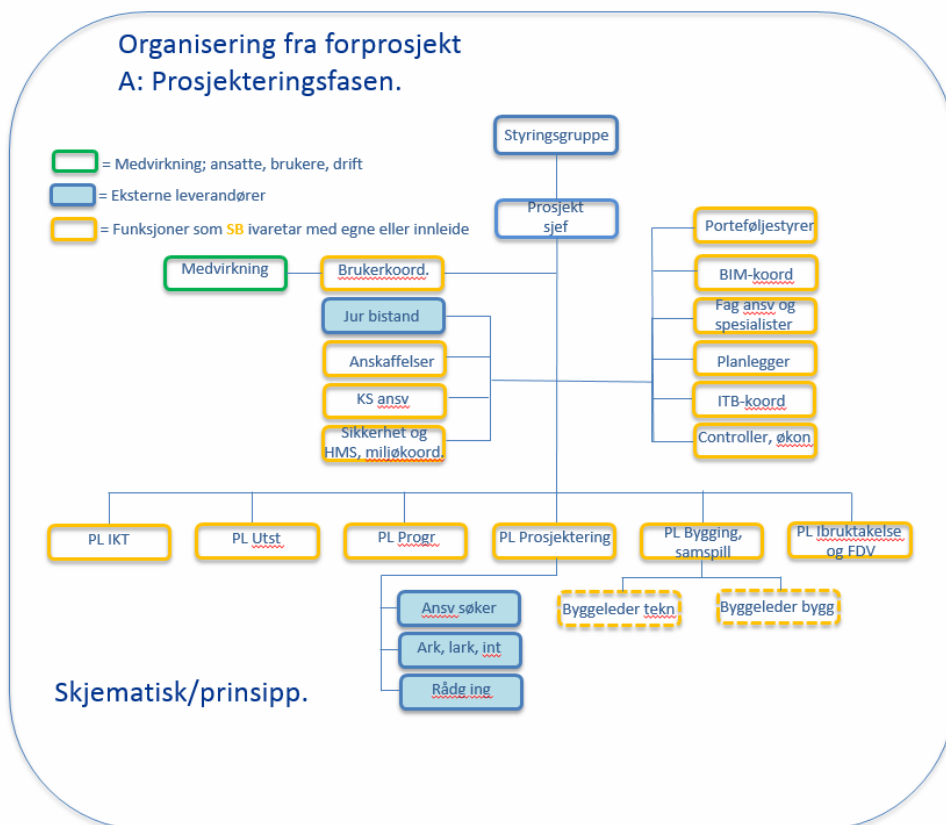 Organisering fra forprosjekt
A: Prosjekteringsfasen.
Styringsgruppe
= Medvirkning; ansatte, brukere, drift
= Eksterne leverandører
= Funksjoner som SB ivaretar med egne eller innleide
Prosjekt
sjef
Porteføljestyrer
Medvirkning
Brukerkoord.
BIM-koord
Jur bistand
Fag ansv og
spesialister
Anskaffelser
Planlegger
KS ansv
ITB-koord
Sikkerhet og
HMS, miljøkoord.
Controller, økon
PL IKT
PL Utst
PL Progr
PL Prosjektering
PL Bygging,
samspill
PL Ibruktakelse
og FDV
Ansv søker
Byggeleder tekn
Byggeleder bygg
Ark, lark, int
Rådg ing
Skjematisk/prinsipp.